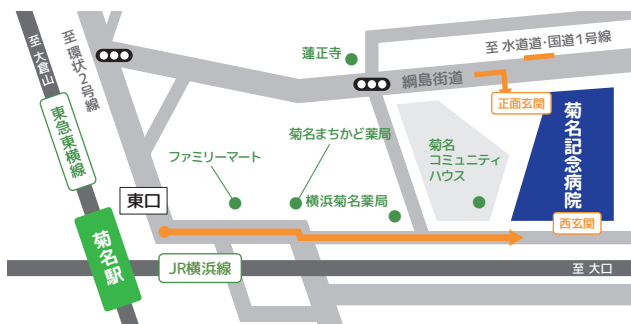 至 大倉山
至 環状2号線
蓮正寺
至 水道道・国道1号線
綱島街道
正面玄関
東急東横線
菊名まちかど薬局
ファミリーマート
菊名
コミュニティ
ハウス
菊名記念病院
東口
横浜菊名薬局
西玄関
菊名駅
JR横浜線
至 大口